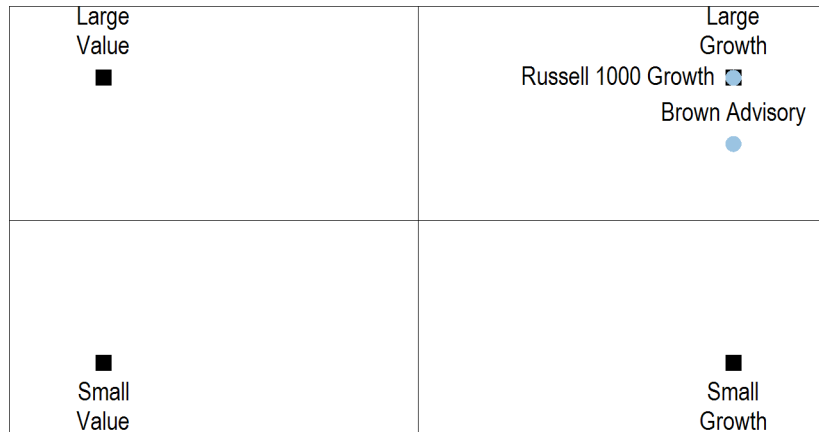 Large
Value
Large
Growth
Russell 1000 Growth
Brown Advisory
Small
Value
Small
Growth